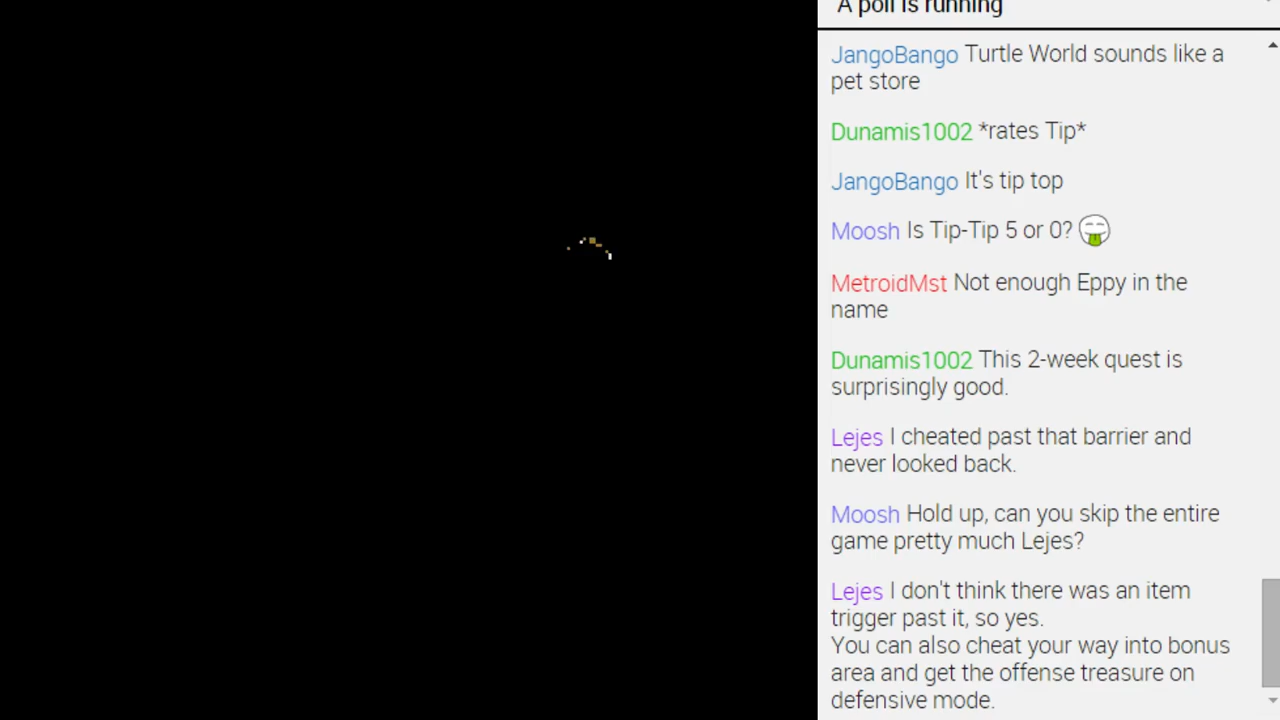 A poll is running
JangoBango Turtle World sounds like a
pet store
Dunamis1002 *rates Tip*
JangoBango It's tip top
Moosh Is Tip-Tip 5 or 0?
MetroidMst Not enough Eppy in the
name
Dunamis1002 This 2-week quest is
surprisingly good.
Lejes I cheated past that barrier and
never looked back.
Moosh Hold up, can you skip the entire
game pretty much Lejes?
Lejes I don't think there was an item
trigger past it, so yes.
You can also cheat your way into bonus
area and get the offense treasure on
defensive mode.